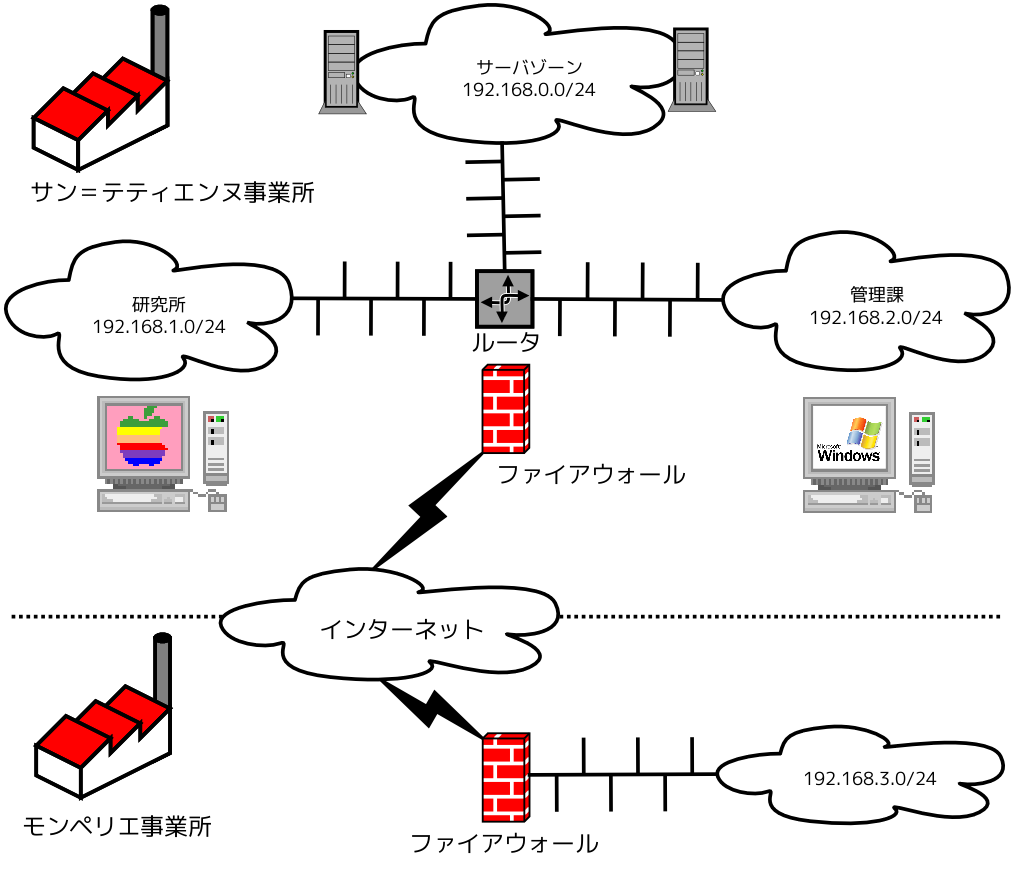 サーバゾーン
192.168.0.0/24
サン＝テティエンヌ事業所
研究所
192.168.1.0/24
管理課
192.168.2.0/24
ルータ
ファイアウォール
Microsoft
Windows
インターネット
192.168.3.0/24
モンペリエ事業所
ファイアウォール